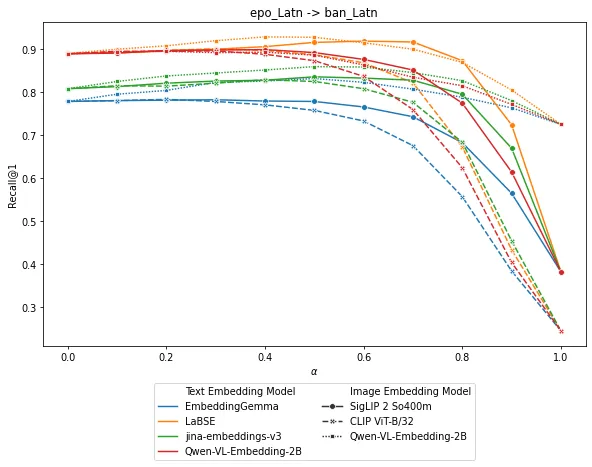 epo_Latn -> ban_Latn
Recall@1
0.9
0.8
0.7
0.6
0.5
0.4
0.3
0.0 0.2 0.4 0.6 0.8 1.0
α
Text Embedding Model Image Embedding Model
EmbeddingGemma SigLIP 2 So400m
LaBSE CLIP ViT-B/32
jina-embeddings-v3 Qwen-VL-Embedding-2B
Qwen-VL-Embedding-2B